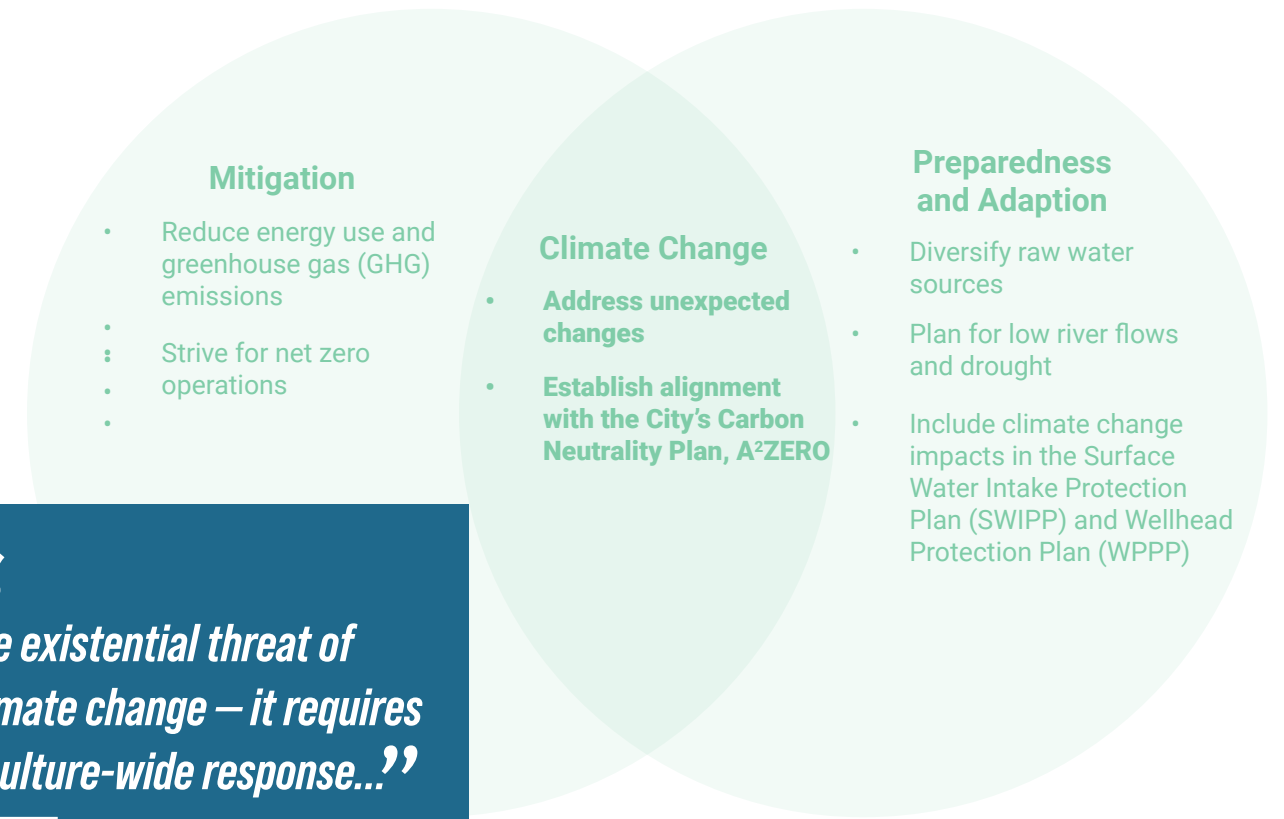 Mitigation
• Reduce energy use and
greenhouse gas (GHG)
emissions
•
• Strive for net zero
•
operations
•
•
Climate Change
• Address unexpected
changes
• Establish alignment
with the City’s Carbon
Neutrality Plan, A²ZERO
Preparedness
and Adaption
• Diversify raw water
sources
• Plan for low river flows
and drought
• Include climate change
impacts in the Surface
Water Intake Protection
Plan (SWIPP) and Wellhead
Protection Plan (WPPP)
existential threat of
change – it requires
response...”